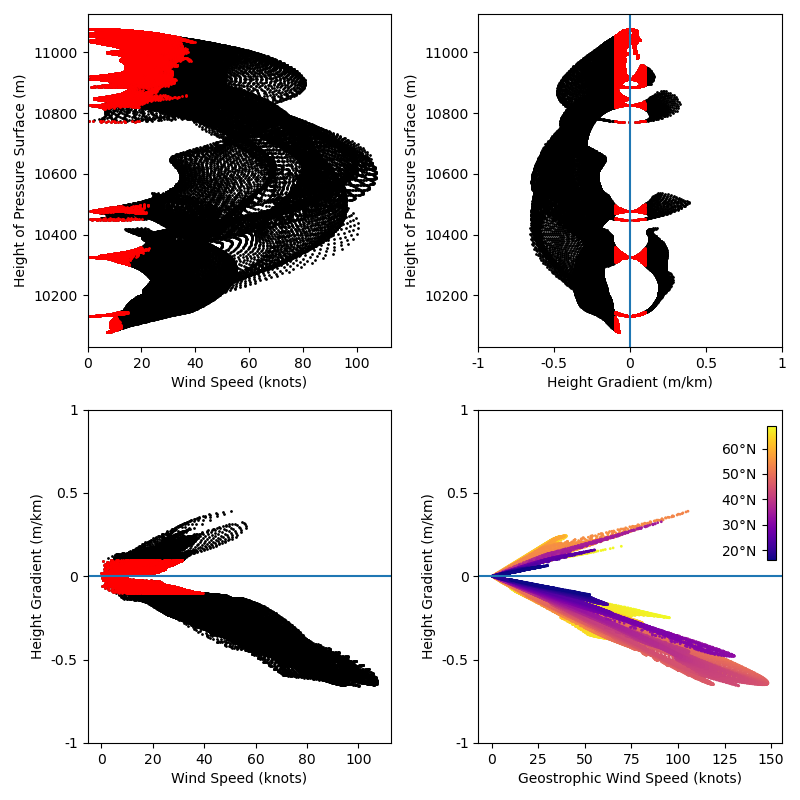 11000
10800
10600
10400
10200
Height of Pressure Surface (m)
0 20 40 60 80 100
Wind Speed (knots)
11000
10800
10600
10400
10200
Height of Pressure Surface (m)
-1 -0.5 0 0.5 1
Height Gradient (m/km)
1
0.5
0
-0.5
-1
Height Gradient (m/km)
0 20 40 60 80 100
Wind Speed (knots)
1
0.5
0
-0.5
-1
Height Gradient (m/km)
60°N
50°N
40°N
30°N
20°N
0 25 50 75 100 125 150
Geostrophic Wind Speed (knots)